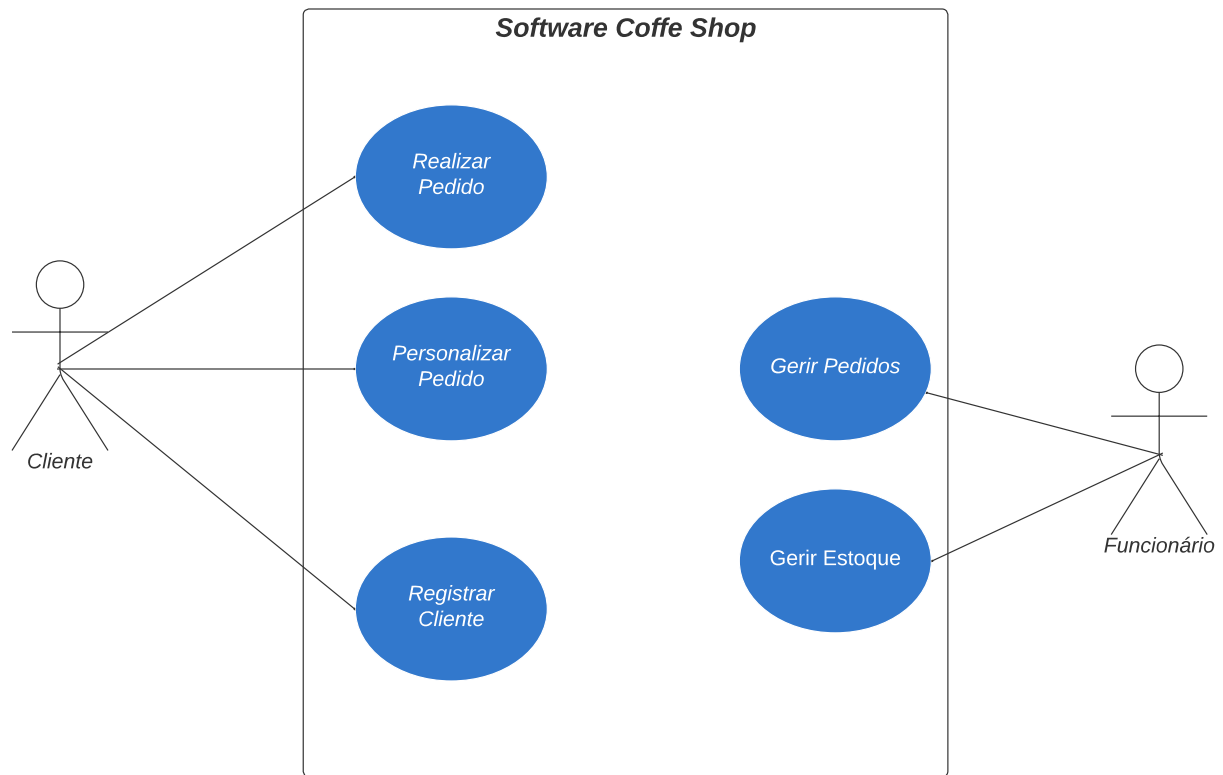 Software Coffe Shop
Realizar
Pedido
Personalizar
Pedido
Gerir Pedidos
Cliente
Gerir Estoque
Funcionário
Registrar
Cliente